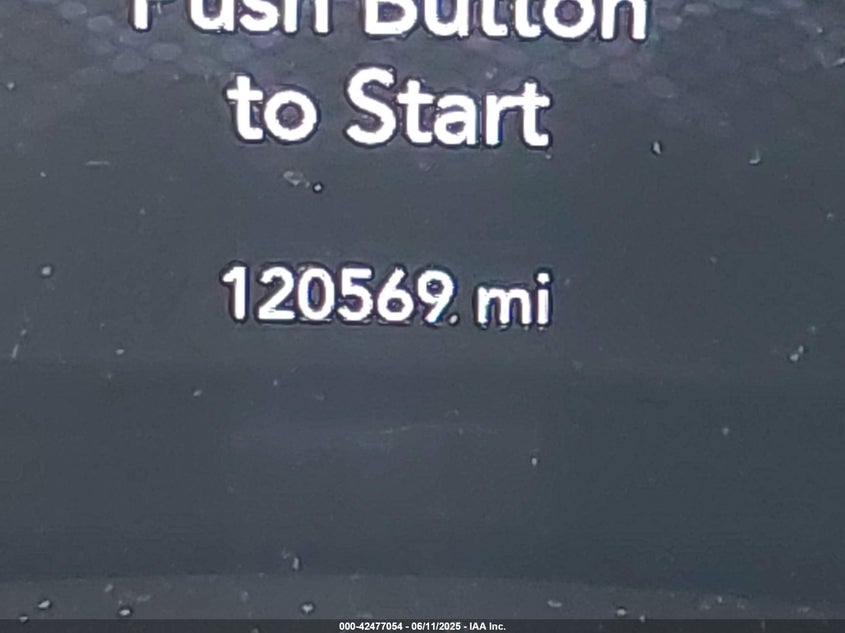 Push Button
to Start
120569 mi
000-42477054 - 06/11/2025 - IAA Inc.